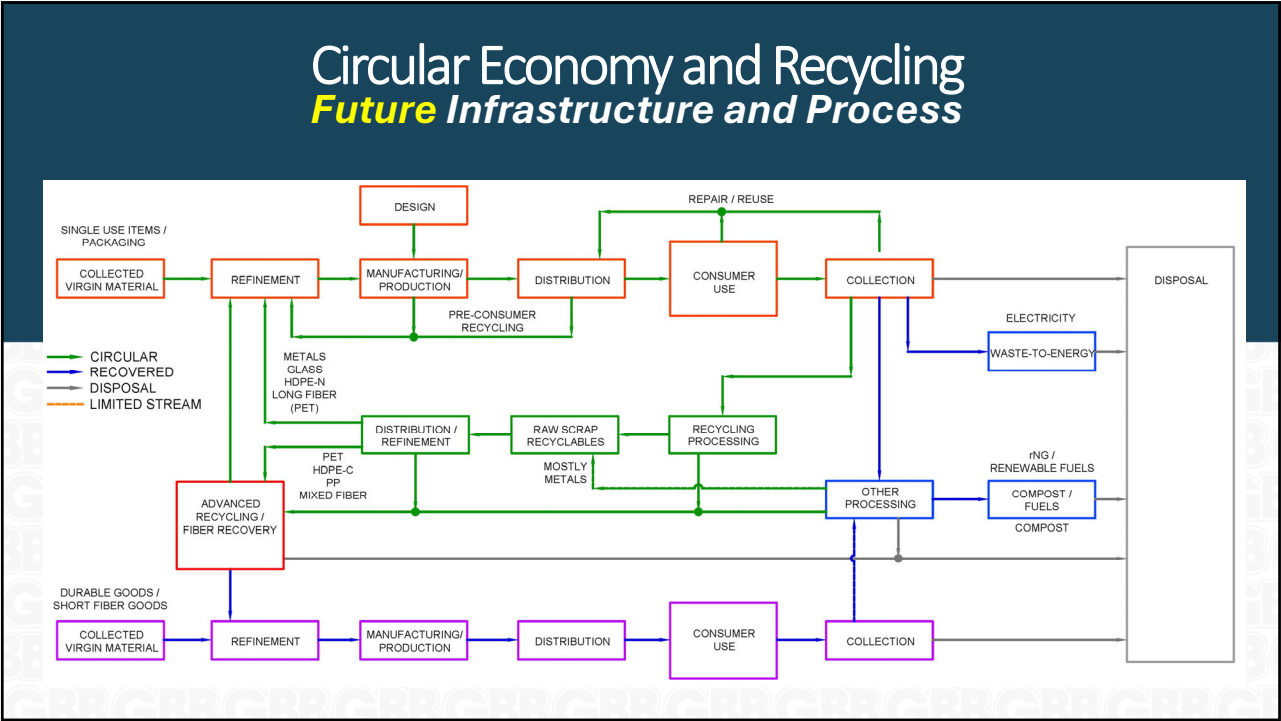 Circular Economy and Recycling
Future Infrastructure and Process
DESIGN
REPAIR / REUSE
SINGLE USE ITEMS /
PACKAGING
COLLECTED
VIRGIN MATERIAL
REFINEMENT
MANUFACTURING/
PRODUCTION
DISTRIBUTION
CONSUMER
USE
COLLECTION
DISPOSAL
PRE-CONSUMER
RECYCLING
ELECTRICITY
WASTE-TO-ENERGY
CIRCULAR
RECOVERED
DISPOSAL
LIMITED STREAM
METALS
GLASS
HDPE-N
LONG FIBER
(PET)
DISTRIBUTION /
REFINEMENT
RAW SCRAP
RECYCLABLES
RECYCLING
PROCESSING
PET
HDPE-C
PP
MIXED FIBER
MOSTLY
METALS
rNG /
RENEWABLE FUELS
ADVANCED
RECYCLING /
FIBER RECOVERY
OTHER
PROCESSING
COMPOST /
FUELS
COMPOST
DURABLE GOODS /
SHORT FIBER GOODS
COLLECTED
VIRGIN MATERIAL
REFINEMENT
MANUFACTURING/
PRODUCTION
DISTRIBUTION
CONSUMER
USE
COLLECTION